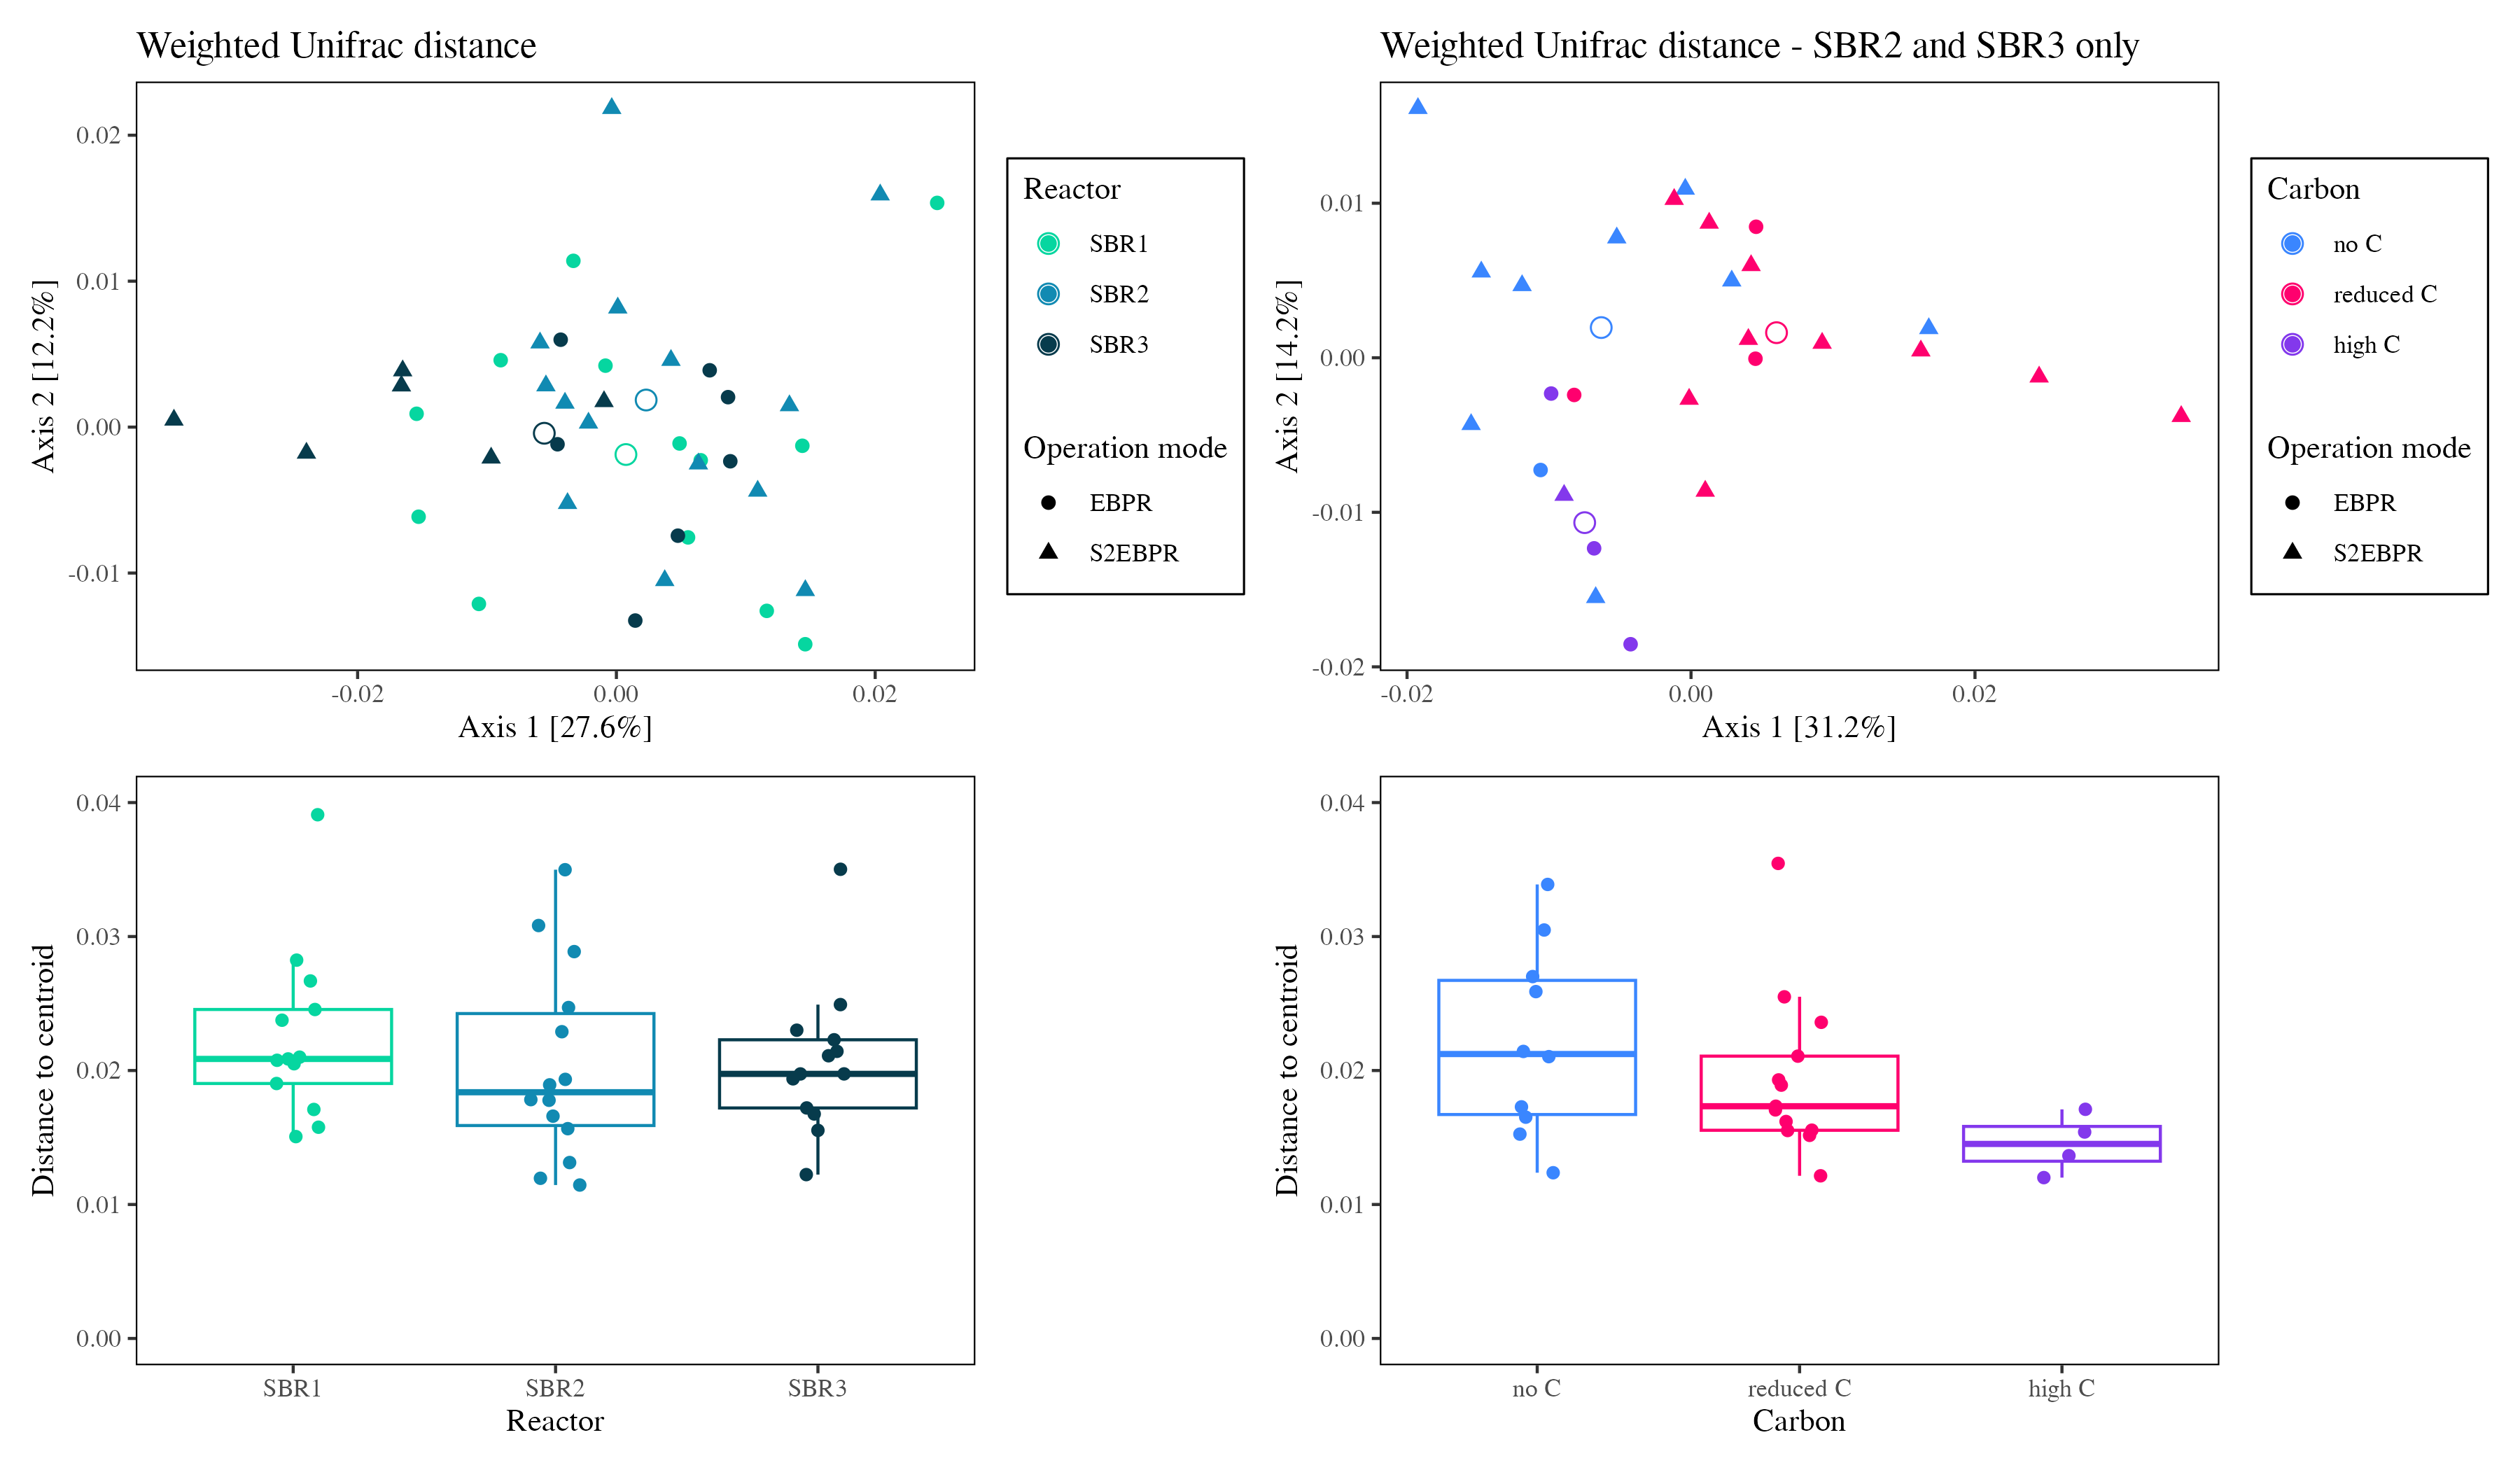 Weighted Unifrac distance
0.02
0.01
0.00
-0.01
Axis 2 [12.2%]
-0.02
0.00
0.02
Axis 1 [27.6%]
Reactor
SBR1
SBR2
SBR3
Operation mode
EBPR
S2EBPR
Weighted Unifrac distance - SBR2 and SBR3 only
0.01
0.00
-0.01
-0.02
Axis 2 [14.2%]
-0.02
0.00
0.02
Axis 1 [31.2%]
Carbon
no C
reduced C
high C
Operation mode
EBPR
S2EBPR
0.04
0.03
0.02
0.01
0.00
Distance to centroid
SBR1
SBR2
SBR3
Reactor
0.04
0.03
0.02
0.01
0.00
Distance to centroid
no C
reduced C
high C
Carbon